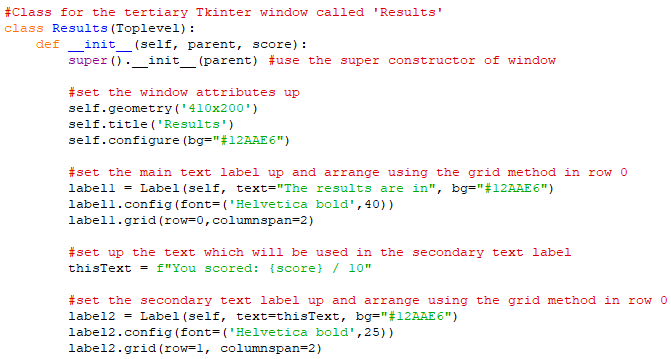 #Class for the tertiary Tkinter window called 'Results'
class Results(Toplevel):
    def __init__(self, parent, score):
        super().__init__(parent) #use the super constructor of window

        #set the window attributes up
        self.geometry('410x200')
        self.title('Results')
        self.configure(bg="#12AAE6")

        #set the main text label up and arrange using the grid method in row 0
        label1 = Label(self, text="The results are in", bg="#12AAE6")
        label1.config(font=('Helvetica bold',40))
        label1.grid(row=0,columnspan=2)

        #set up the text which will be used in the secondary text label
        thisText = f"You scored: {score} / 10"

        #set the secondary text label up and arrange using the grid method in row 0
        label2 = Label(self, text=thisText, bg="#12AAE6")
        label2.config(font=('Helvetica bold',25))
        label2.grid(row=1, columnspan=2)